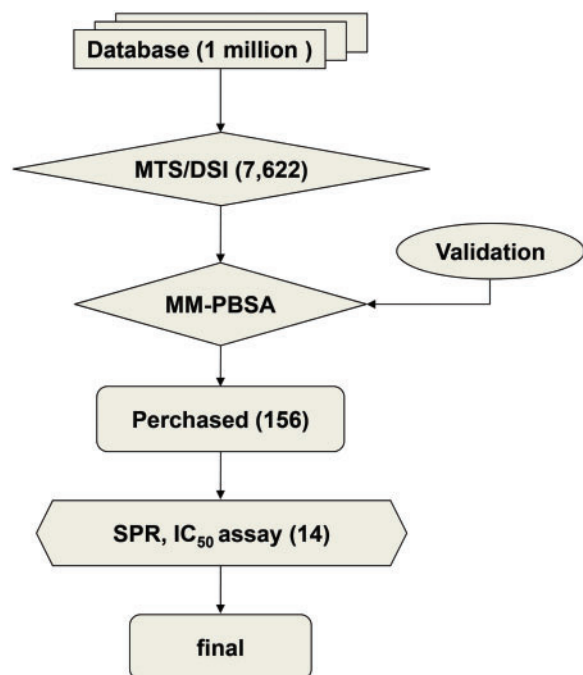 Database (1 million )
MTS/DSI (7,622)
Validation
MM-PBSA
Perchased (156)
SPR, IC₅₀ assay (14)
final